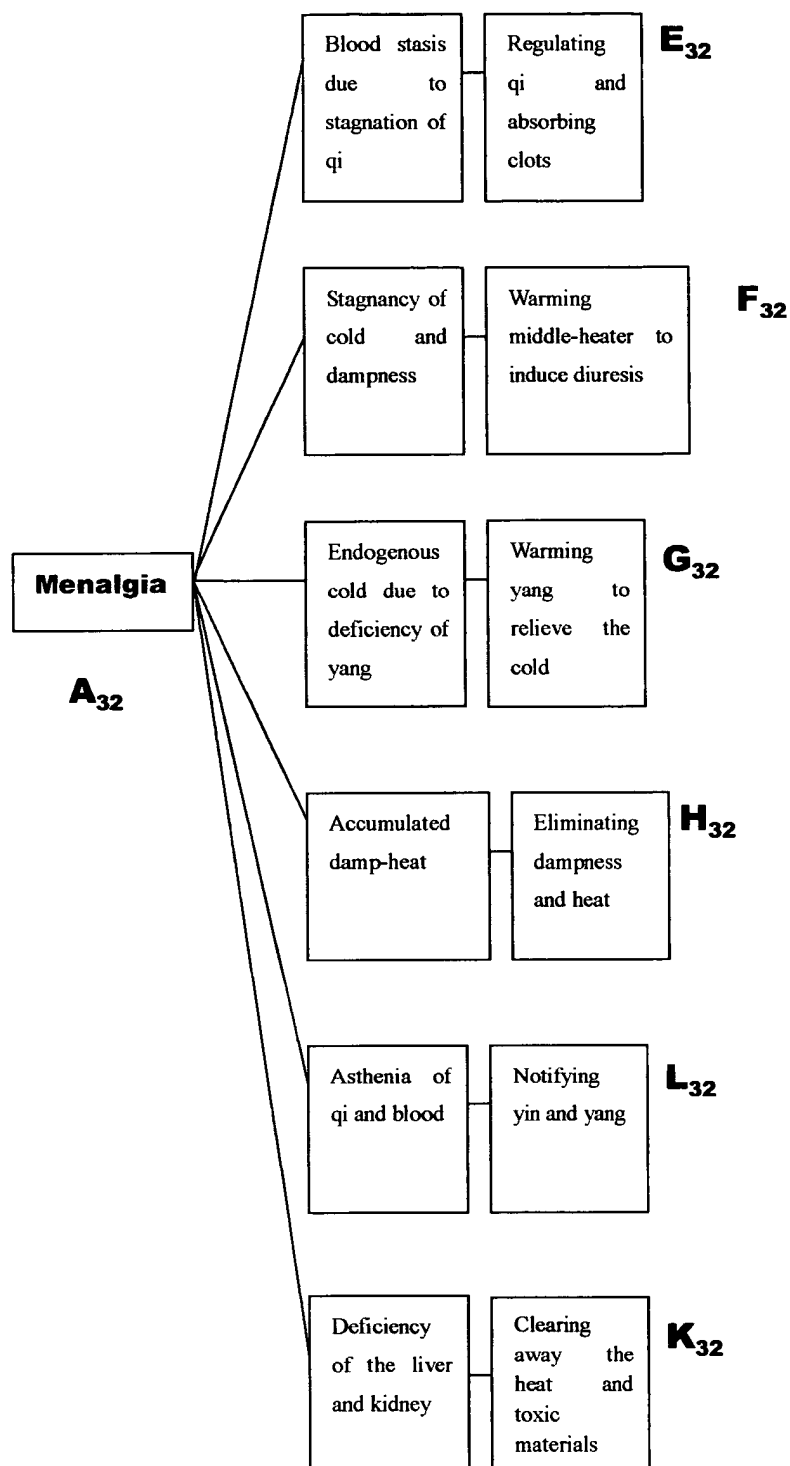 Blood stasis
due to
stagnation of
qi
Regulating
qi and
absorbing
clots
E32
Stagnancy of
cold and
dampness
Warming
middle-heater to
induce diuresis
F32
Menalgia
A32
Endogenous
cold due to
deficiency of
yang
Warming
yang to
relieve the
cold
G32
Accumulated
damp-heat
Eliminating
dampness
and heat
H32
Asthenia of
qi and blood
Notifying
yin and yang
L32
Deficiency
of the liver
and kidney
Clearing
away the
heat and
toxic
materials
K32